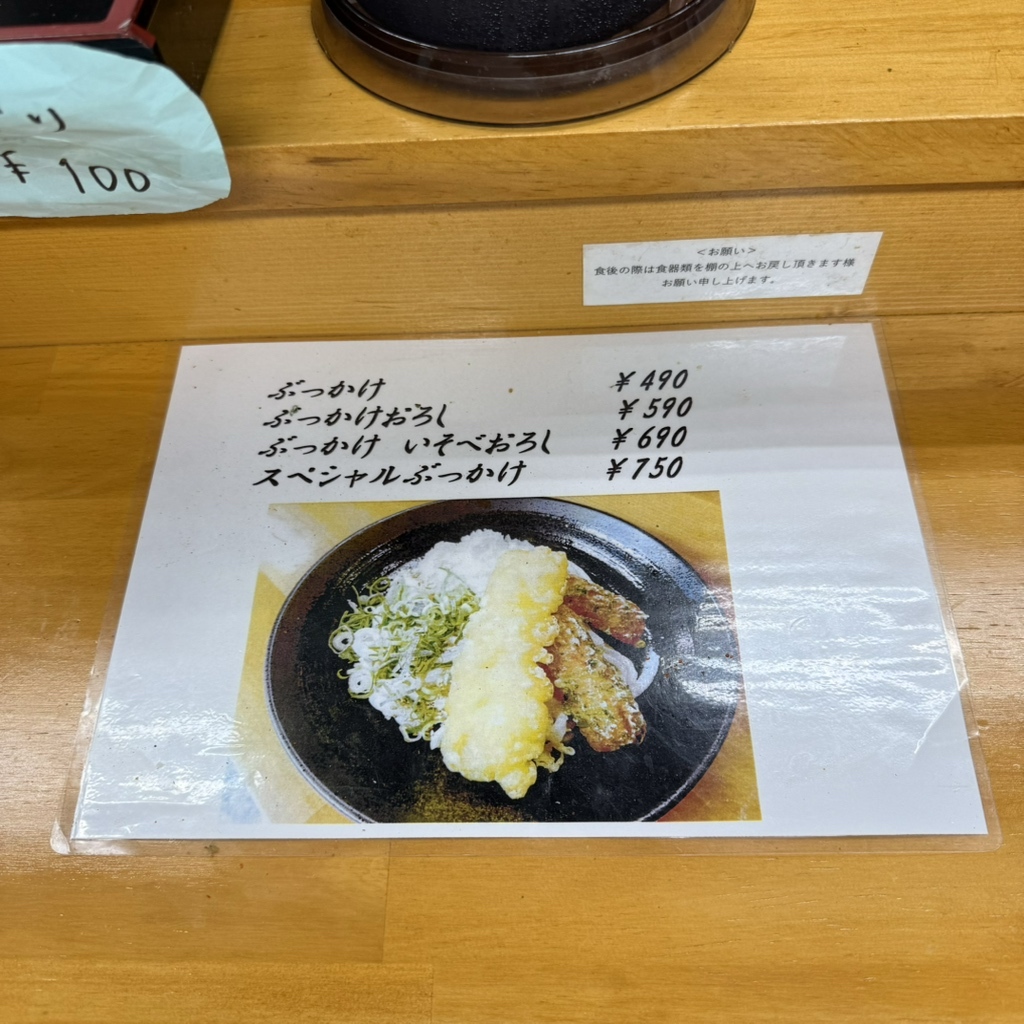 ¥100
<お願い>
食後の際は食器類を棚の上へお戻し頂きます様
お願い申し上げます。
ぶっかけ ¥490
ぶっかけおろし ¥590
ぶっかけ いそべおろし ¥690
スペシャルぶっかけ ¥750